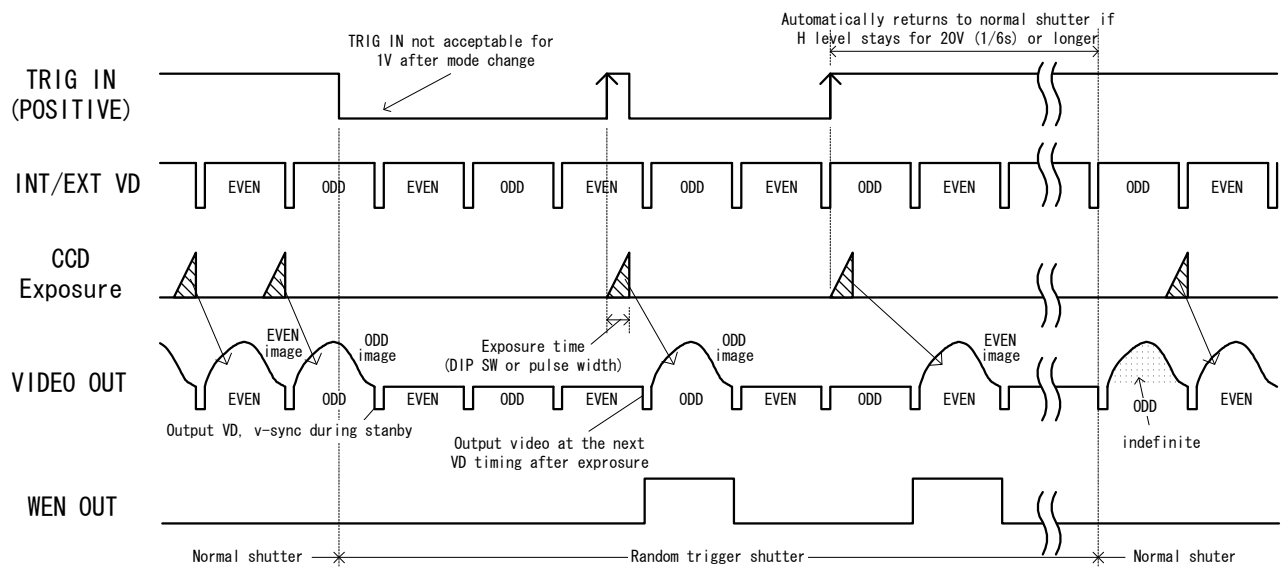 Automatically returns to normal shutter if
H level stays for 20V (1/6s) or longer
TRIG IN not acceptable for
1V after mode change
TRIG IN
(POSITIVE)
INT/EXT VD
EVEN ODD EVEN ODD EVEN ODD EVEN ODD EVEN ODD EVEN
CCD
Exposure
EVEN
image
ODD
image
Exposure time
(DIP SW or pulse width)
ODD
image
EVEN
image
VIDEO OUT
EVEN ODD EVEN ODD EVEN ODD EVEN ODD EVEN ODD EVEN
Output VD, v-sync during stanby
Output video at the next
VD timing after exprosure
indefinite
WEN OUT
Normal shutter
Random trigger shutter
Normal shuter